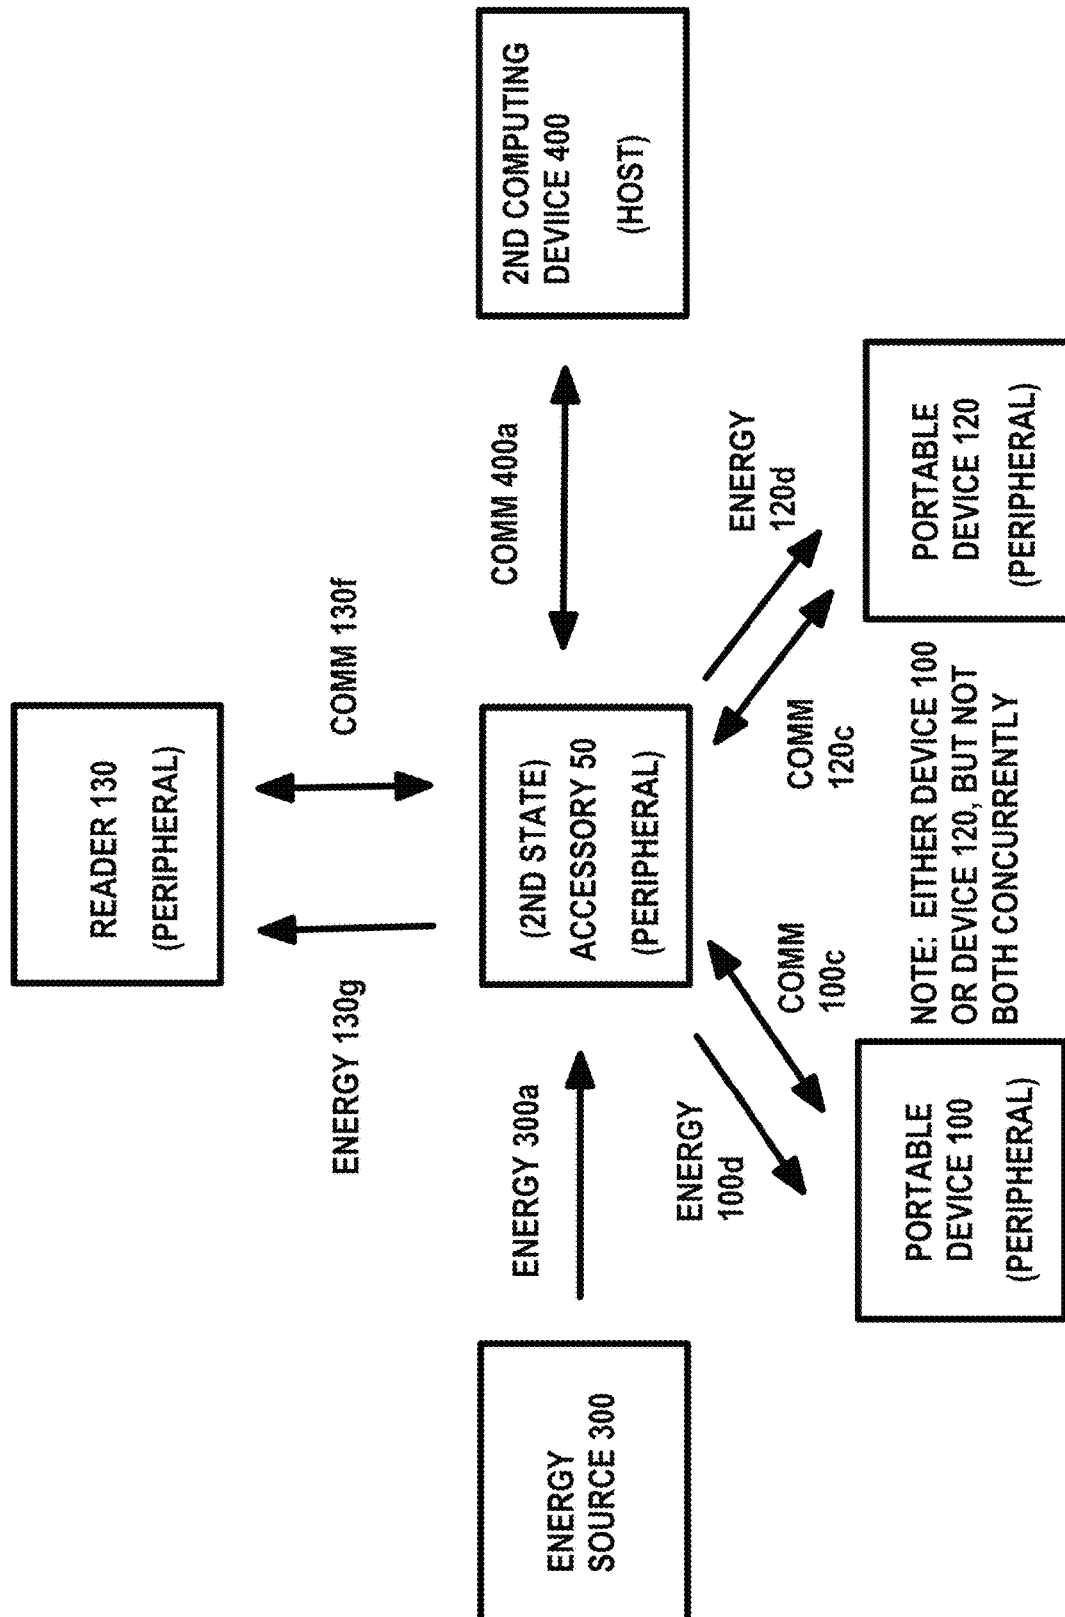 READER 130
(PERIPHERAL)
ENERGY 130g
COMM 130f
ENERGY
SOURCE 300
ENERGY 300a
(2ND STATE)
ACCESSORY 50
(PERIPHERAL)
COMM 400a
2ND COMPUTING
DEVIICE 400
(HOST)
ENERGY
100d
COMM
100c
COMM
120c
ENERGY
120d
PORTABLE
DEVICE 100
(PERIPHERAL)
NOTE: EITHER DEVICE 100
OR DEVICE 120, BUT NOT
BOTH CONCURRENTLY
PORTABLE
DEVICE 120
(PERIPHERAL)